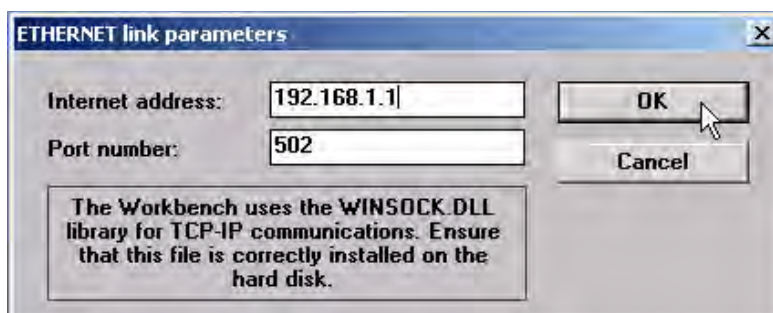 ETHERNET link parameters
Internet address: 192.168.1.1 OK
Port number: 502 Cancel
The Workbench uses the WINSOCK.DLL
library for TCP-IP communications. Ensure
that this file is correctly installed on the
hard disk.